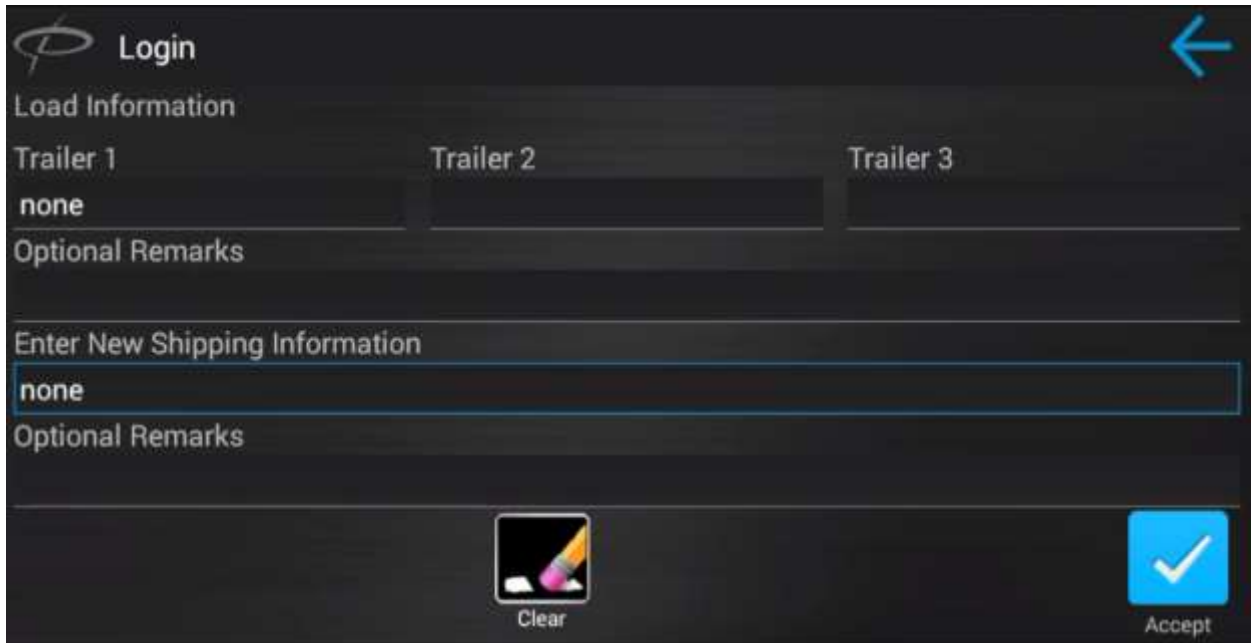 Login
Load Information
Trailer 1 Trailer 2 Trailer 3
none
Optional Remarks
Enter New Shipping Information
none
Optional Remarks
Clear
Accept